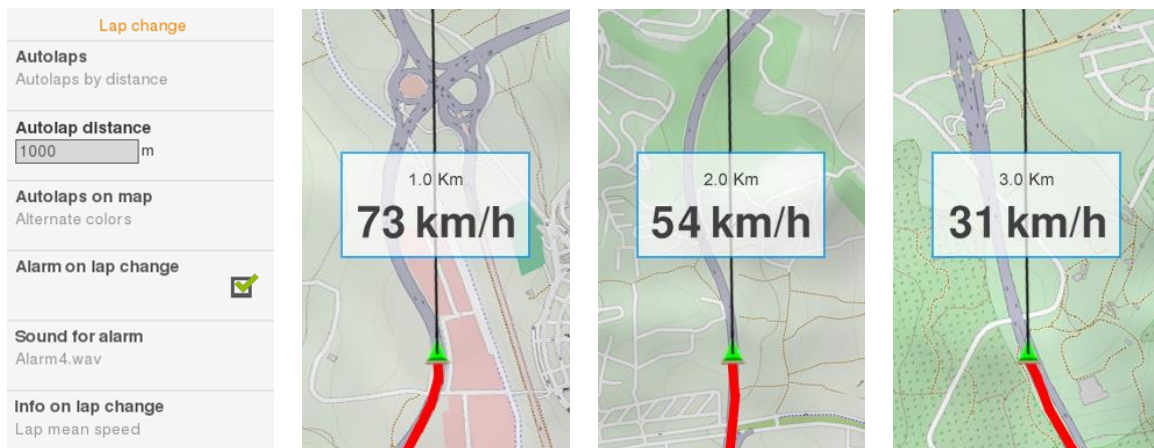 Lap change
Autolaps
Autolaps by distance
Autolap distance
1000 m
Autolaps on map
Alternate colors
Alarm on lap change
Sound for alarm
Alarm4.wav
Info on lap change
Lap mean speed
1.0 Km
73 km/h
2.0 Km
54 km/h
3.0 Km
31 km/h